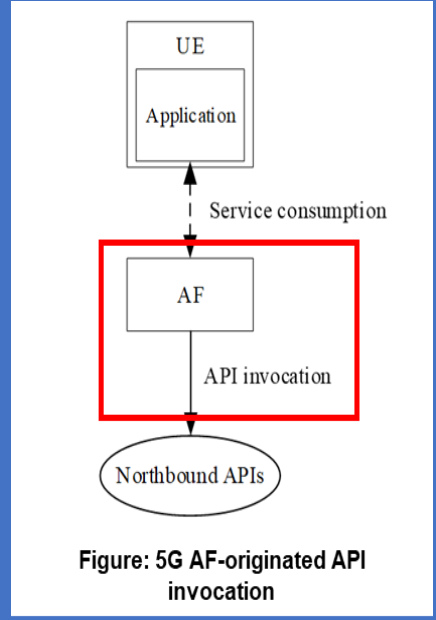 UE
Application
Service consumption
AF
API invocation
Northbound APIs
Figure: 5G AF-originated API
invocation